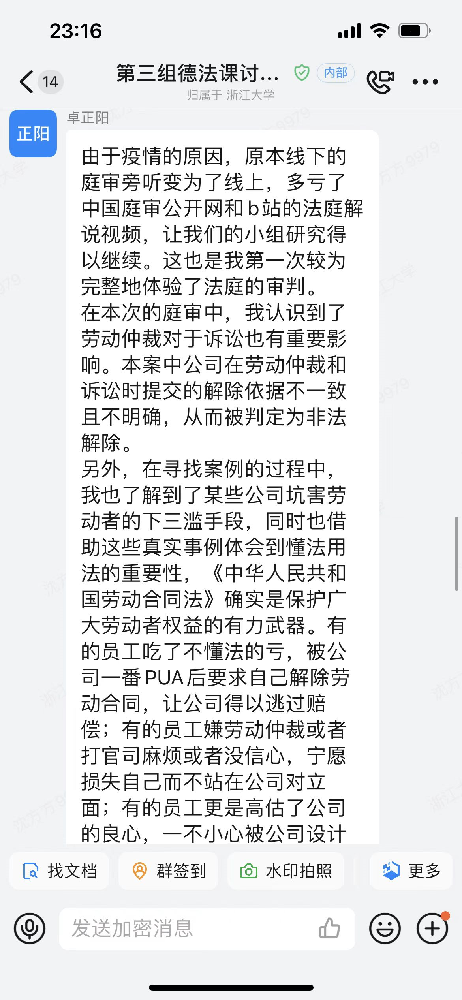 23:16
14
第三组德法课讨...
内部
归属于 浙江大学
正阳
卓正阳
由于疫情的原因，原本线下的
庭审旁听变为了线上，多亏了
中国庭审公开网和b站的法庭解
说视频，让我们的小组研究得
以继续。这也是我第一次较为
完整地体验了法庭的审判。
在本次的庭审中，我认识到了
劳动仲裁对于诉讼也有重要影
响。本案中公司在劳动仲裁和
诉讼时提交的解除依据不一致
且不明确，从而被判定为非法
解除。
另外，在寻找案例的过程中，
我也了解到了某些公司坑害劳
动者的下三滥手段，同时也借
助这些真实事例体会到懂法用
法的重要性，《中华人民共和
国劳动合同法》确实是保护广
大劳动者权益的有力武器。有
的员工吃了不懂法的亏，被公
司一番PUA后要求自己解除劳
动合同，让公司得以逃过赔
偿；有的员工嫌劳动仲裁或者
打官司麻烦或者没信心，宁愿
损失自己而不站在公司对立
面；有的员工更是高估了公司
的良心，一不小心被公司设计
找文档
群签到
水印拍照
更多
发送加密消息